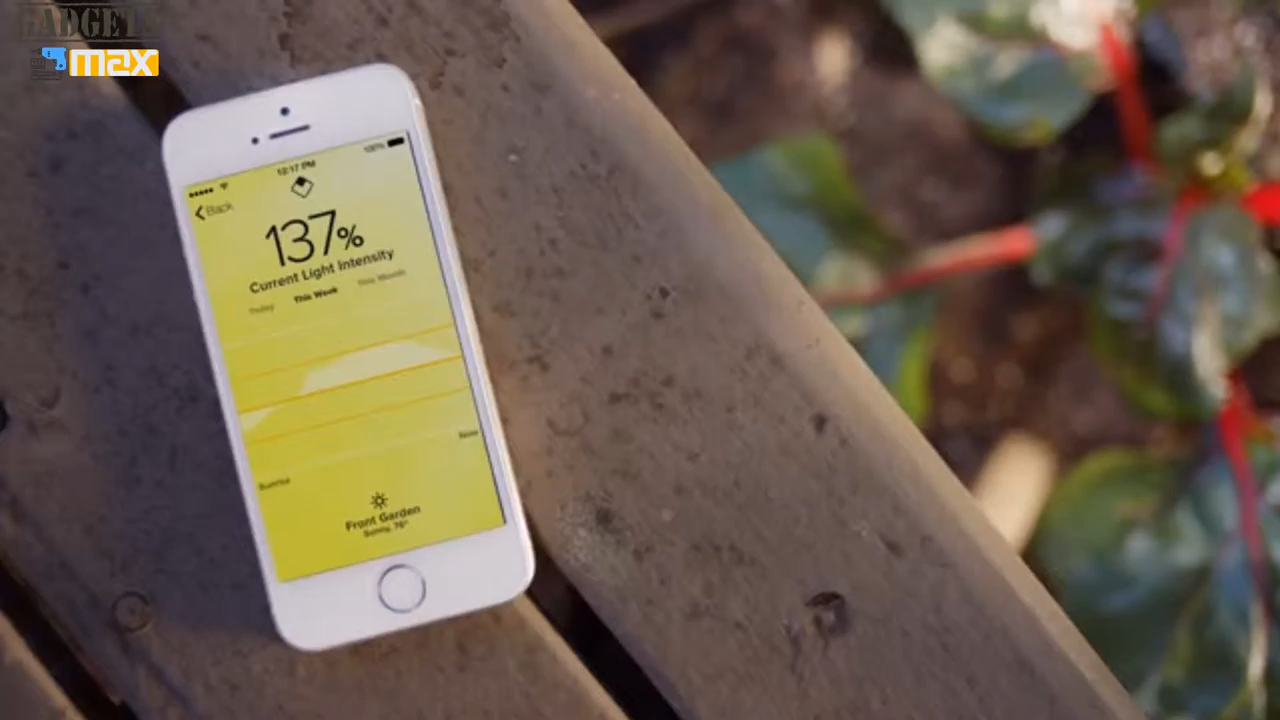 GADGETS
max
12:17 PM
100%
Back
137%
Current Light Intensity
Today This Week This Month
Now
Sunrise
Front Garden
Sunny, 76°